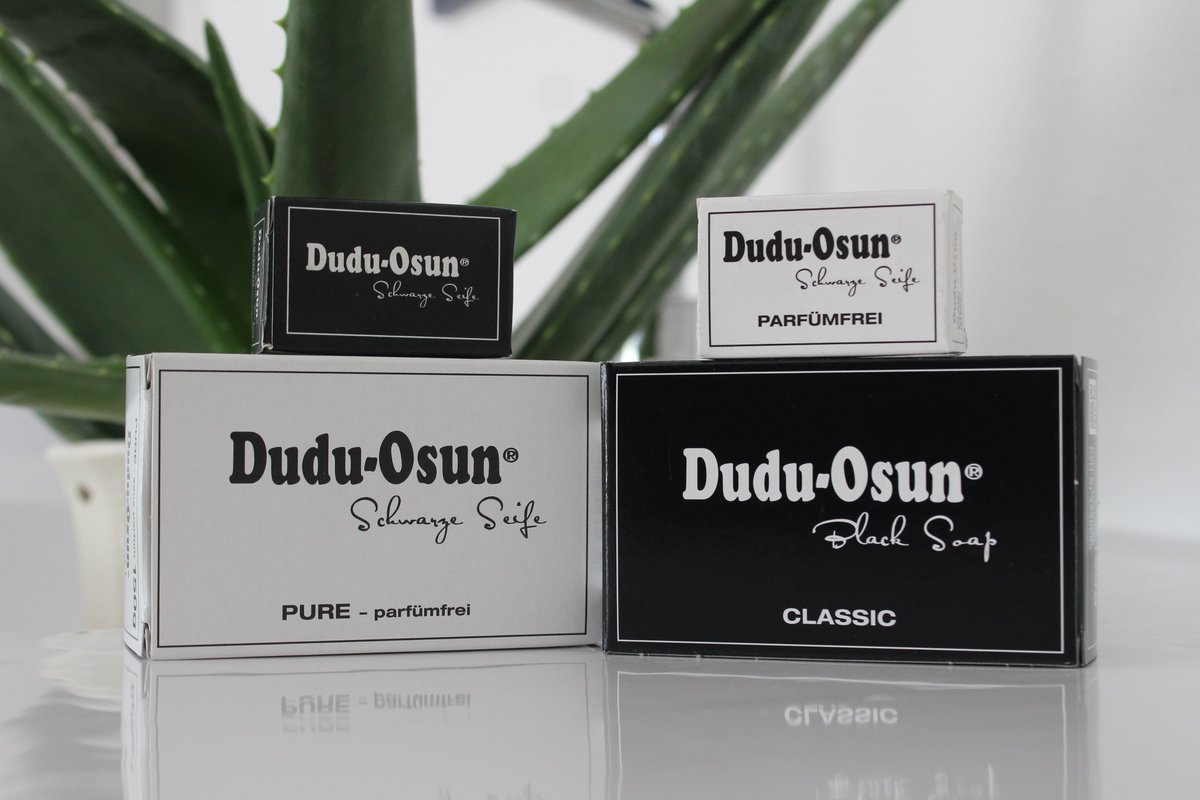 Dudu-Osun®
Schwarze Seife
Dudu-Osun®
Schwarze Seife
PARFÜMFREI
Dudu-Osun®
Schwarze Seife
PURE – parfümfrei
Dudu-Osun®
Black Soap
CLASSIC